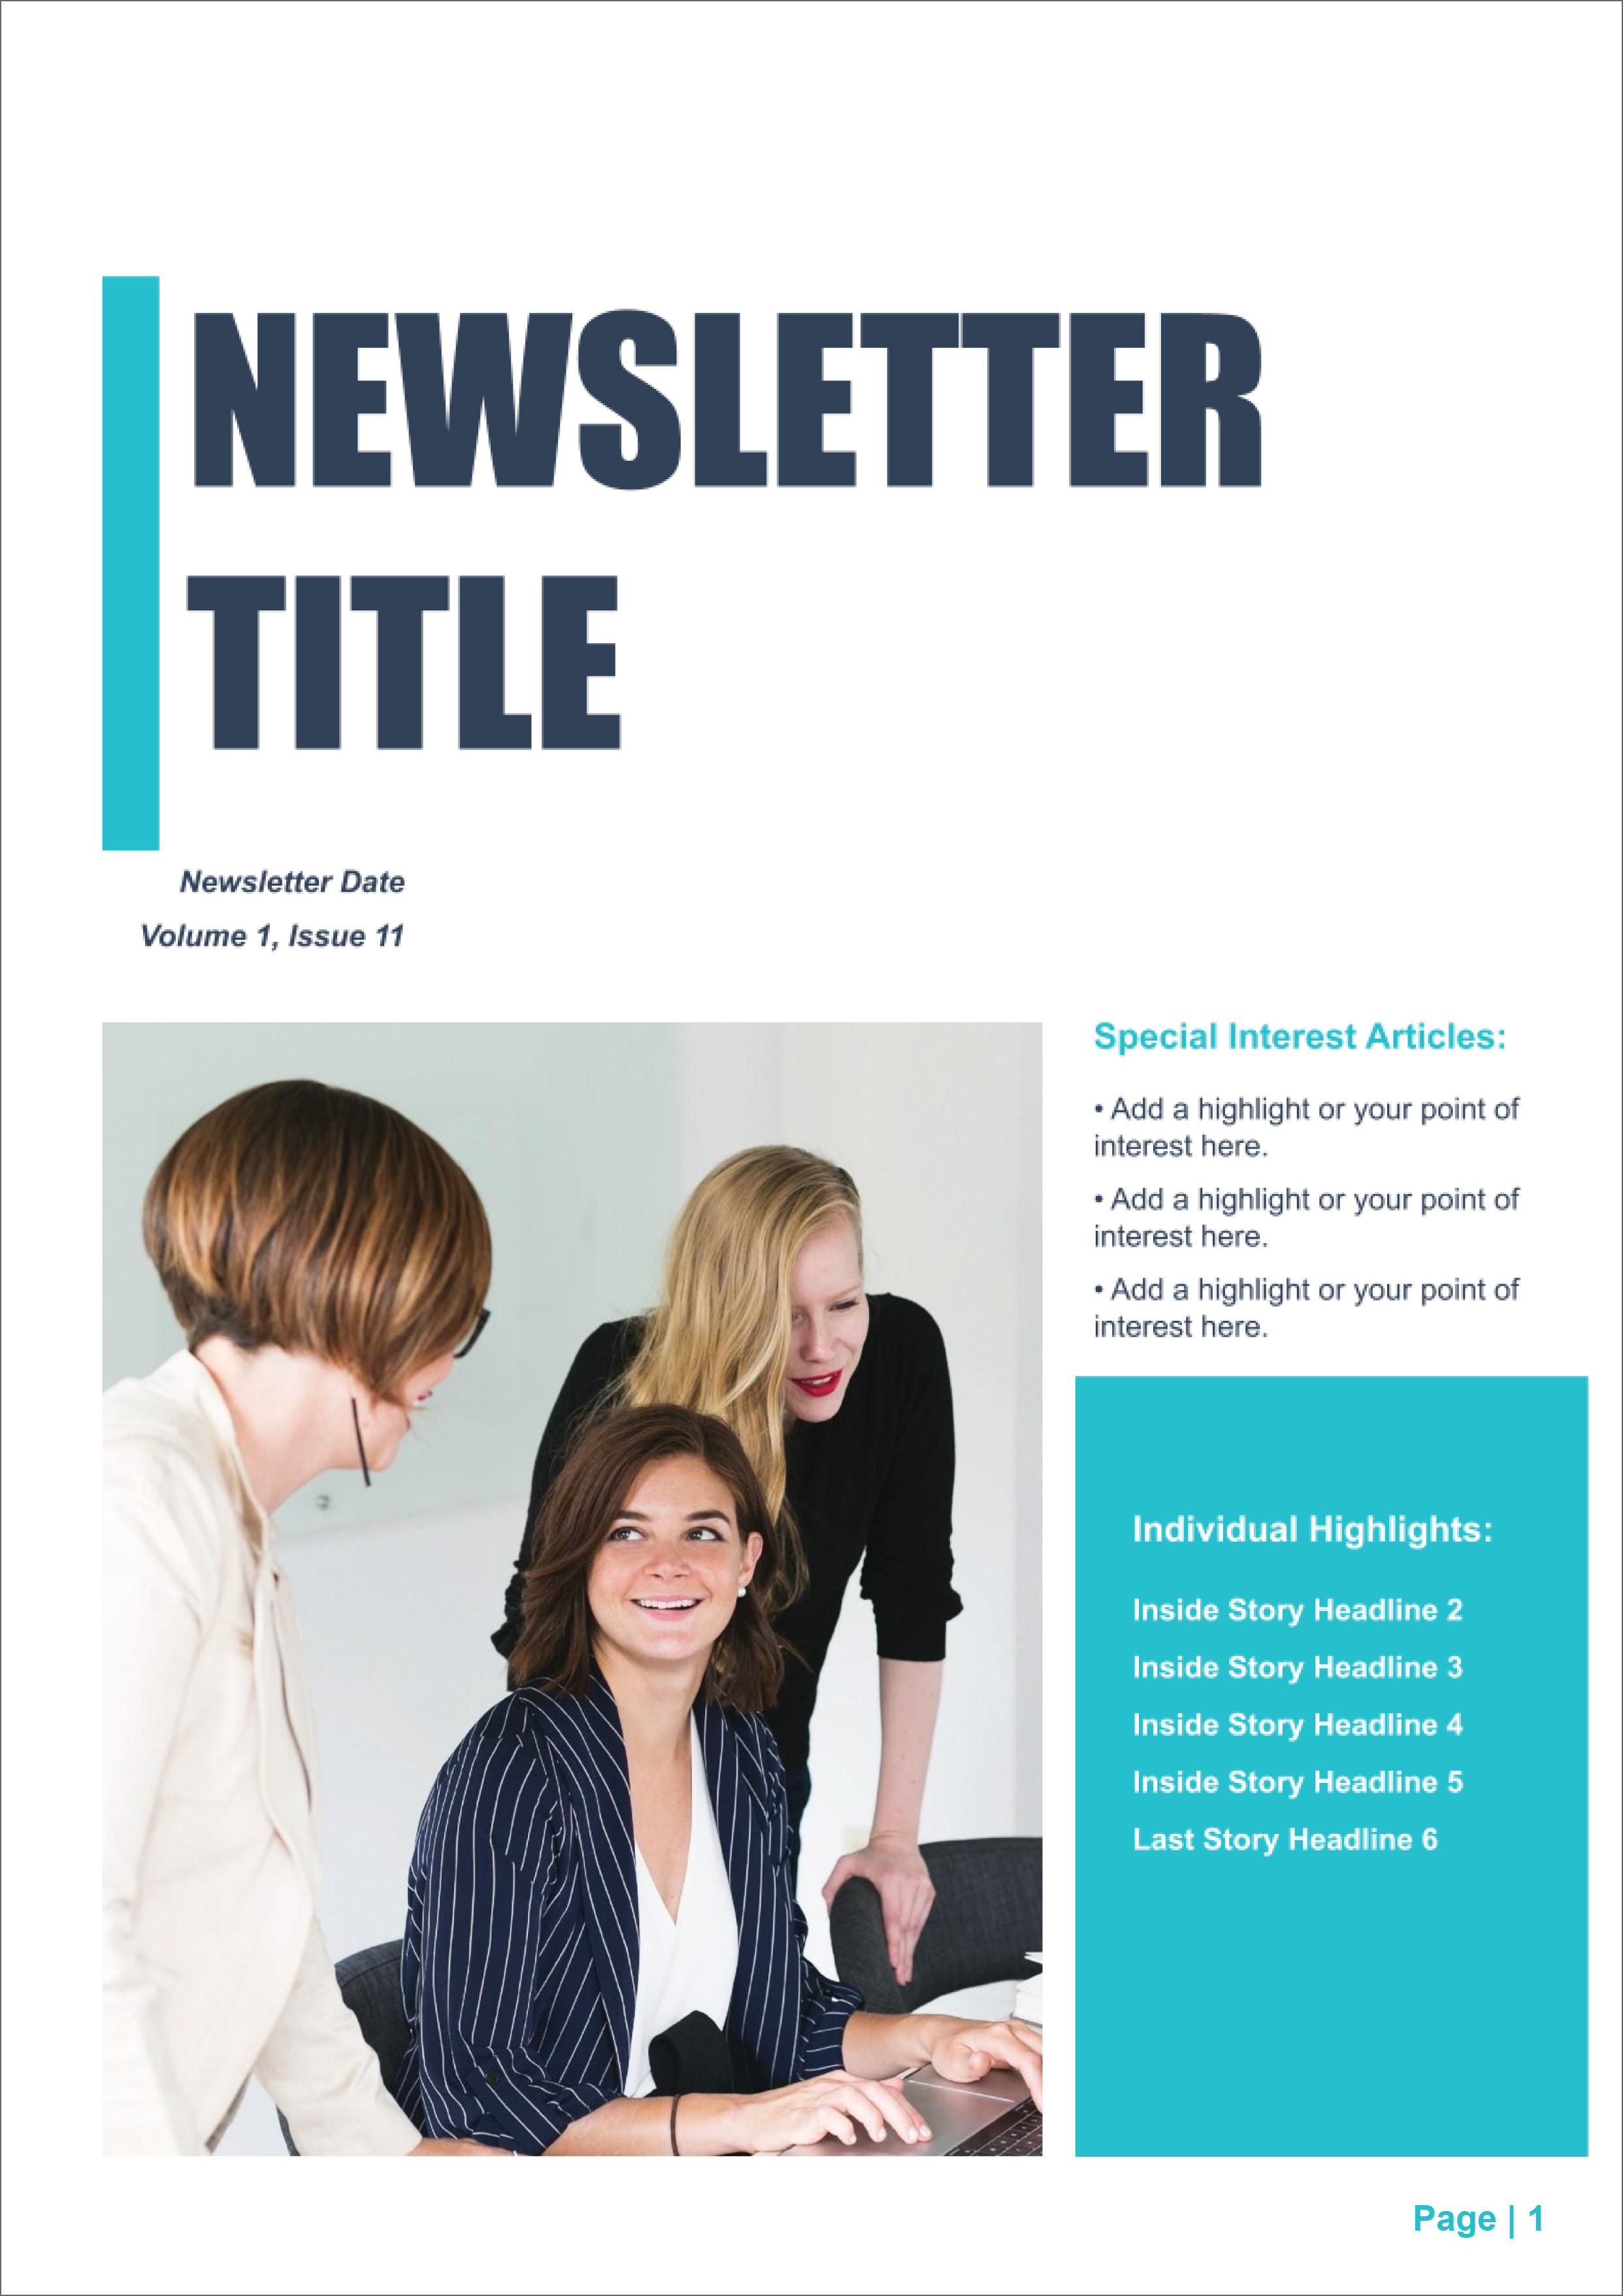 NEWSLETTER
TITLE
Newsletter Date
Volume 1, Issue 11
Special Interest Articles:
• Add a highlight or your point of
interest here.
• Add a highlight or your point of
interest here.
• Add a highlight or your point of
interest here.
Individual Highlights:
Inside Story Headline 2
Inside Story Headline 3
Inside Story Headline 4
Inside Story Headline 5
Last Story Headline 6
Page | 1